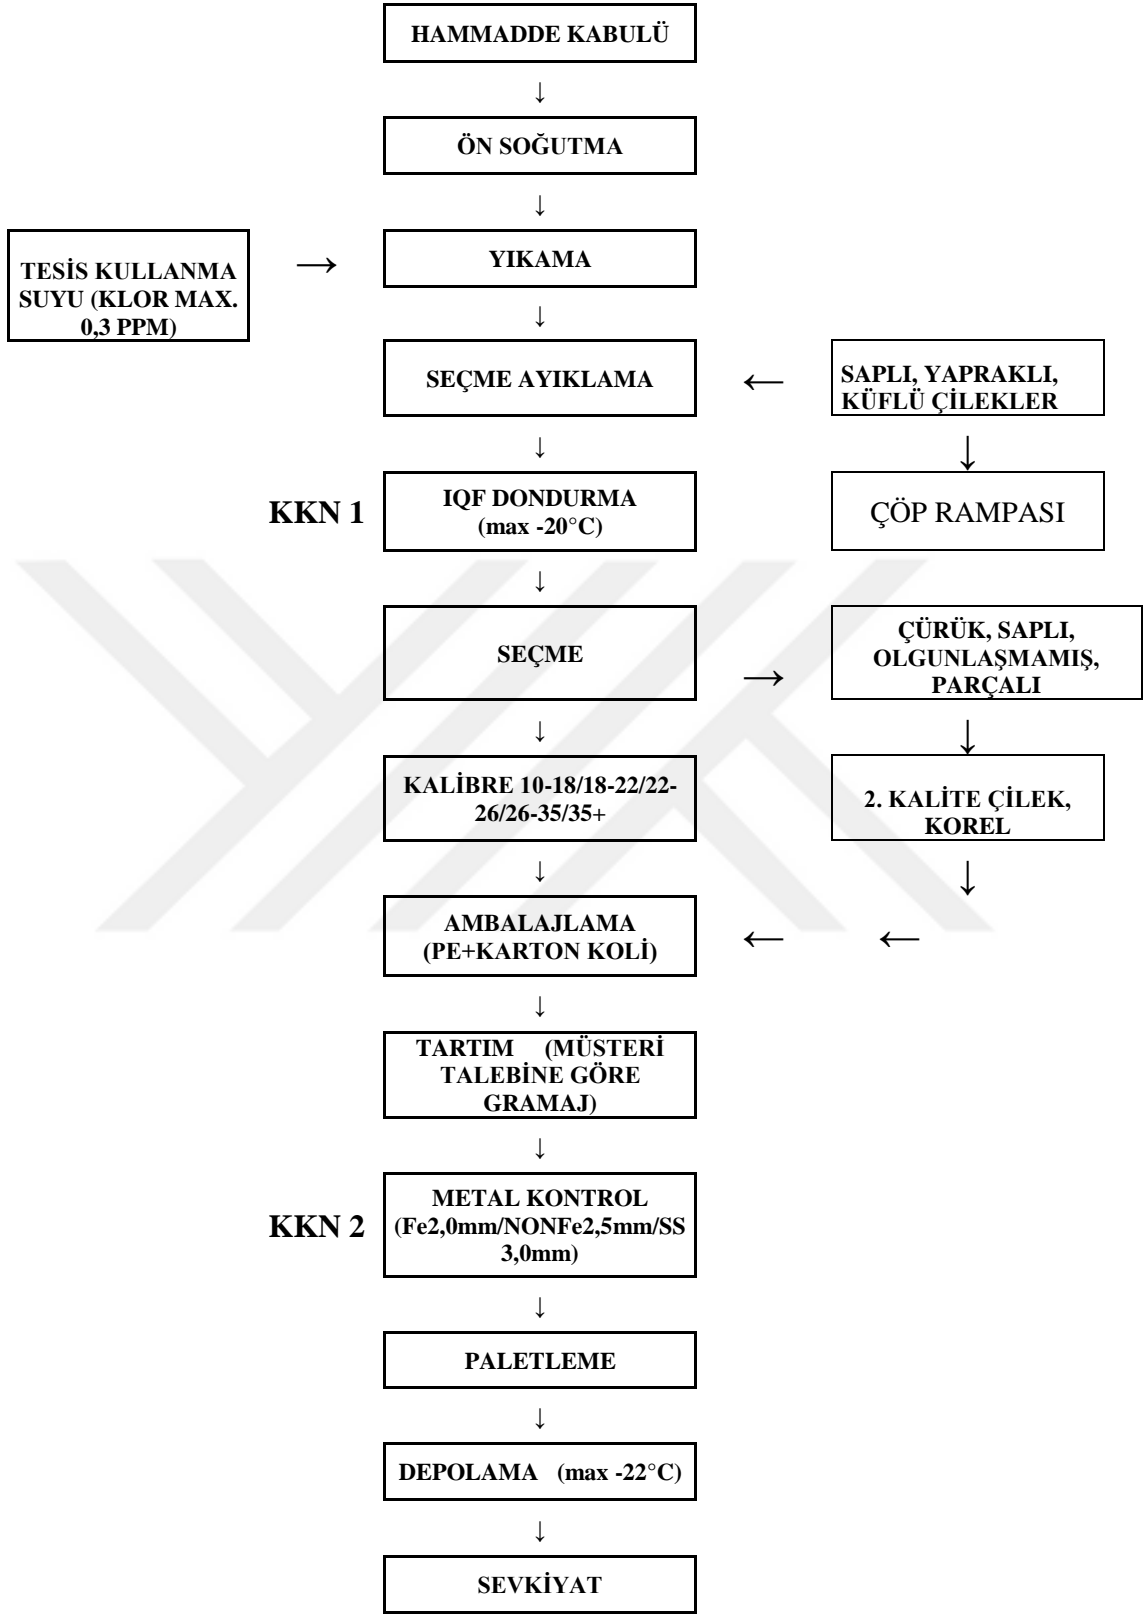 HAMMADDE KABULÜ
↓
ÖN SOĞUTMA
↓
TESİS KULLANMA
SUYU (KLOR MAX.
0,3 PPM)
→
YIKAMA
↓
SEÇME AYIKLAMA
←
SAPLI, YAPRAKLI,
KÜFLÜ ÇİLEKLER
↓
↓
KKN 1
IQF DONDURMA
(max -20°C)
ÇÖP RAMPASI
↓
SEÇME
→
ÇÜRÜK, SAPLI,
OLGUNLAŞMAMIŞ,
PARÇALI
↓
↓
KALİBRE 10-18/18-22/22-
26/26-35/35+
2. KALİTE ÇİLEK,
KOREL
↓
↓
AMBALAJLAMA
(PE+KARTON KOLİ)
← ←
↓
TARTIM (MÜSTERİ
TALEBİNE GÖRE
GRAMAJ)
↓
KKN 2
METAL KONTROL
(Fe2,0mm/NONFe2,5mm/SS
3,0mm)
↓
PALETLEME
↓
DEPOLAMA (max -22°C)
↓
SEVKİYAT